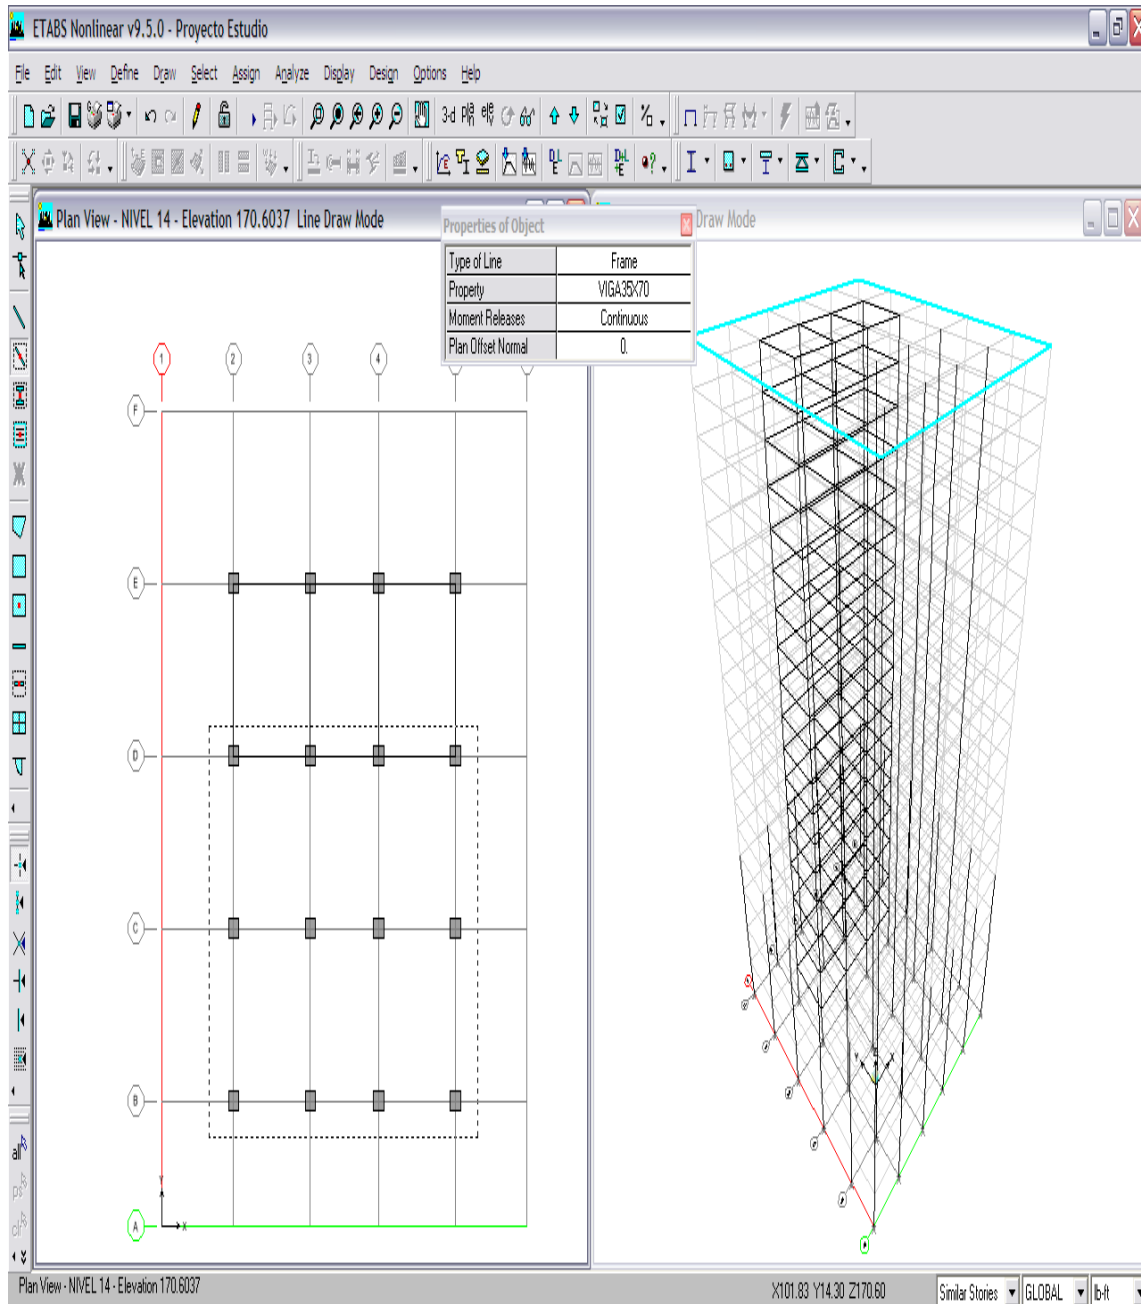 ETABS Nonlinear v9.5.0 - Proyecto Estudio
File Edit View Define Draw Select Assign Analyze Display Design Options Help
3-d
Plan View - NIVEL 14 - Elevation 170.6037 Line Draw Mode
Draw Mode
Properties of Object
Type of Line Frame
Property VIGA35X70
Moment Releases Continuous
Plan Offset Normal 0.
1 2 3 4
F
E
D
C
B
A
Y
X
Y X
all
Plan View - NIVEL 14 - Elevation 170.6037
X101.83 Y14.30 Z170.60
Similar Stories
GLOBAL
lb-ft